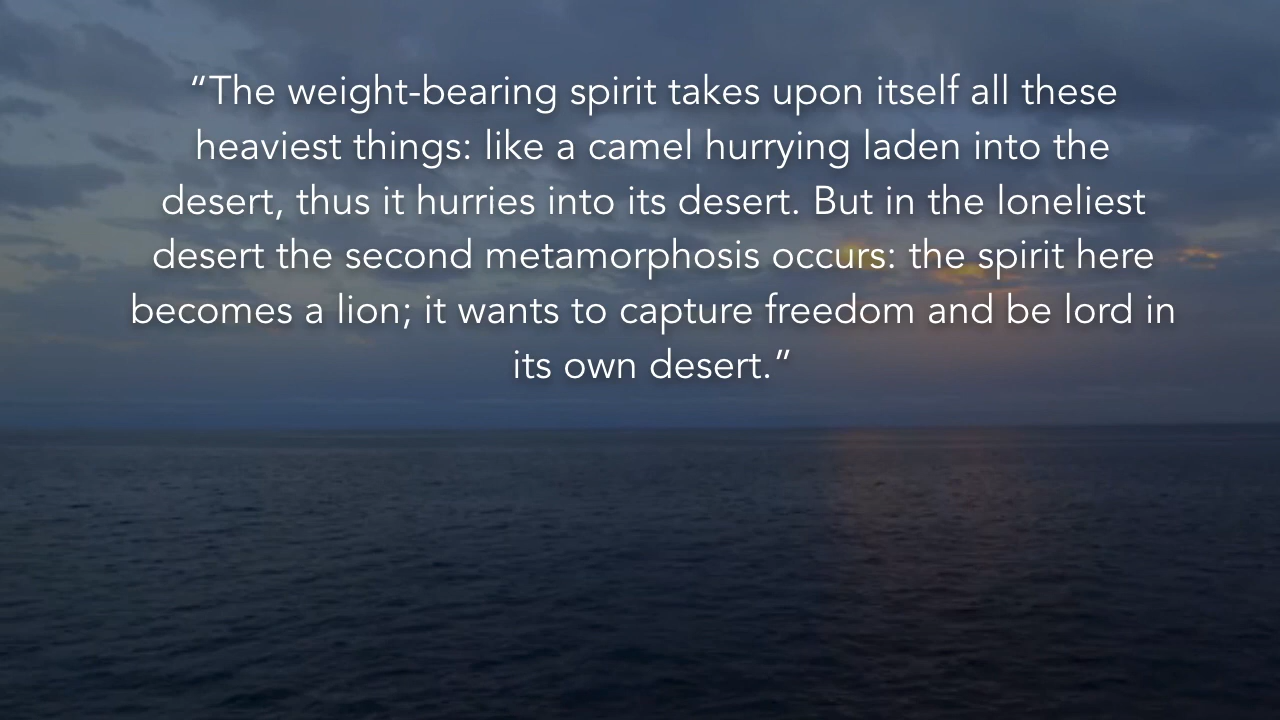 “The weight-bearing spirit takes upon itself all these
heaviest things: like a camel hurrying laden into the
desert, thus it hurries into its desert. But in the loneliest
desert the second metamorphosis occurs: the spirit here
becomes a lion; it wants to capture freedom and be lord in
its own desert.”